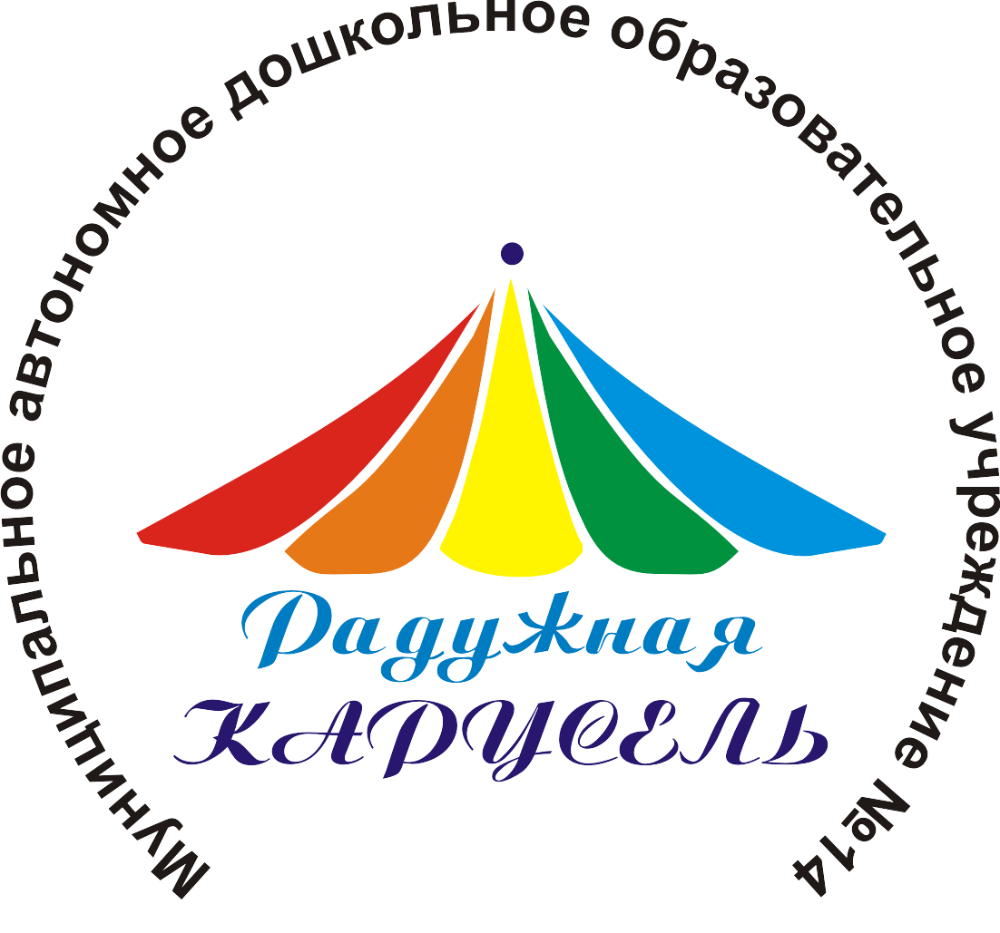 Муниципальное автономное дошкольное образовательное учреждение №14
Радужная
КАРУСЕЛЬ